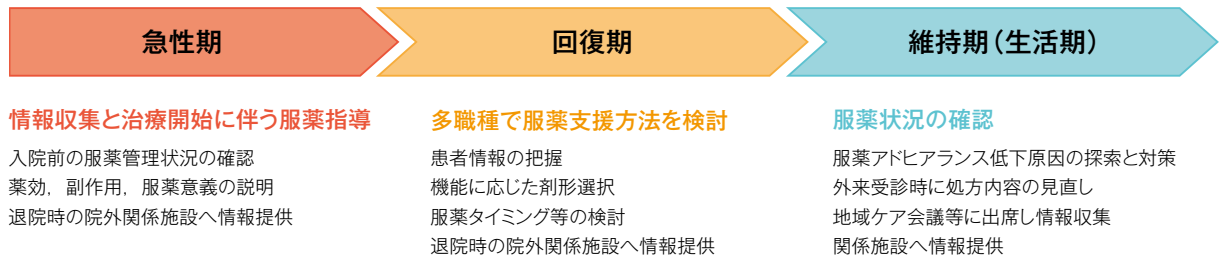 急性期
回復期
維持期（生活期）
情報収集と治療開始に伴う服薬指導
入院前の服薬管理状況の確認
薬効，副作用，服薬意義の説明
退院時の院外関係施設へ情報提供
多職種で服薬支援方法を検討
患者情報の把握
機能に応じた剤形選択
服薬タイミング等の検討
退院時の院外関係施設へ情報提供
服薬状況の確認
服薬アドヒアランス低下原因の探索と対策
外来受診時に処方内容の見直し
地域ケア会議等に出席し情報収集
関係施設へ情報提供